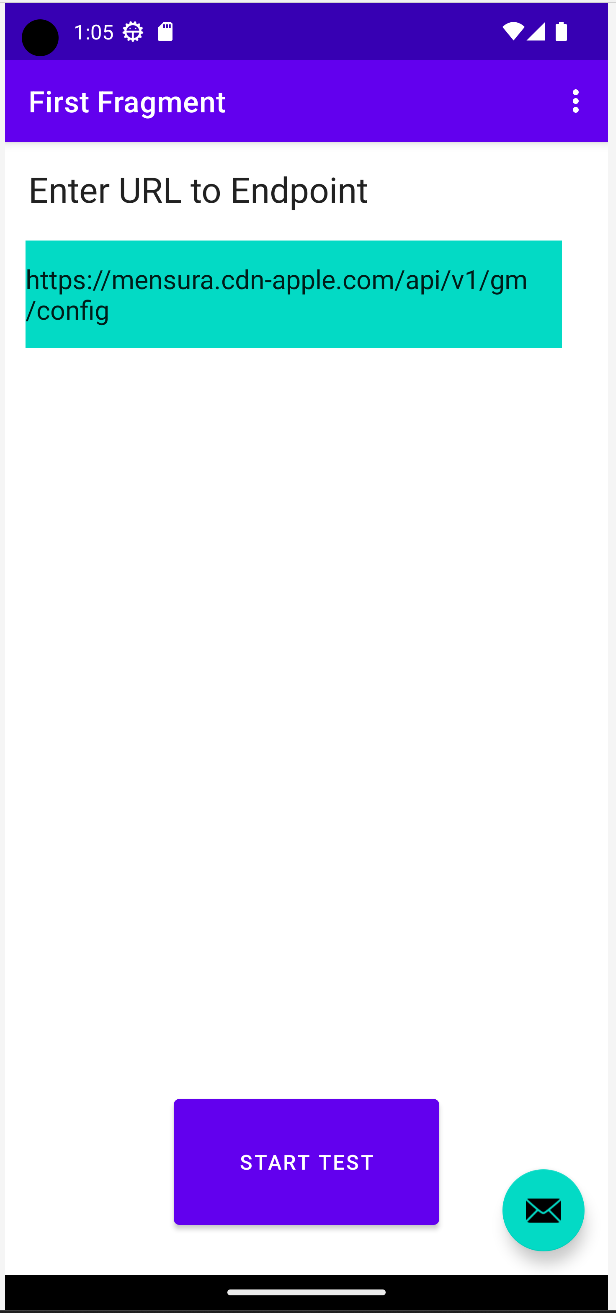 1:05
First Fragment
Enter URL to Endpoint
https://mensura.cdn-apple.com/api/v1/gm
/config
START TEST